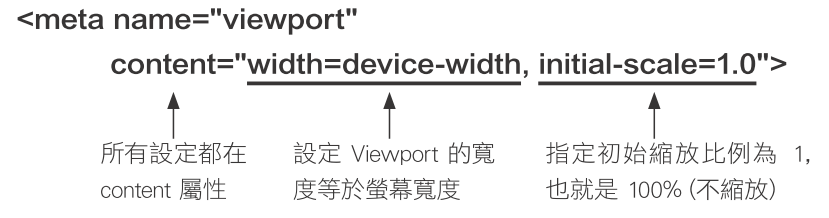 <meta name="viewport"
content="width=device-width, initial-scale=1.0">
所有設定都在
content 屬性
設定 Viewport 的寬
度等於螢幕寬度
指定初始縮放比例為 1,
也就是 100% (不縮放)